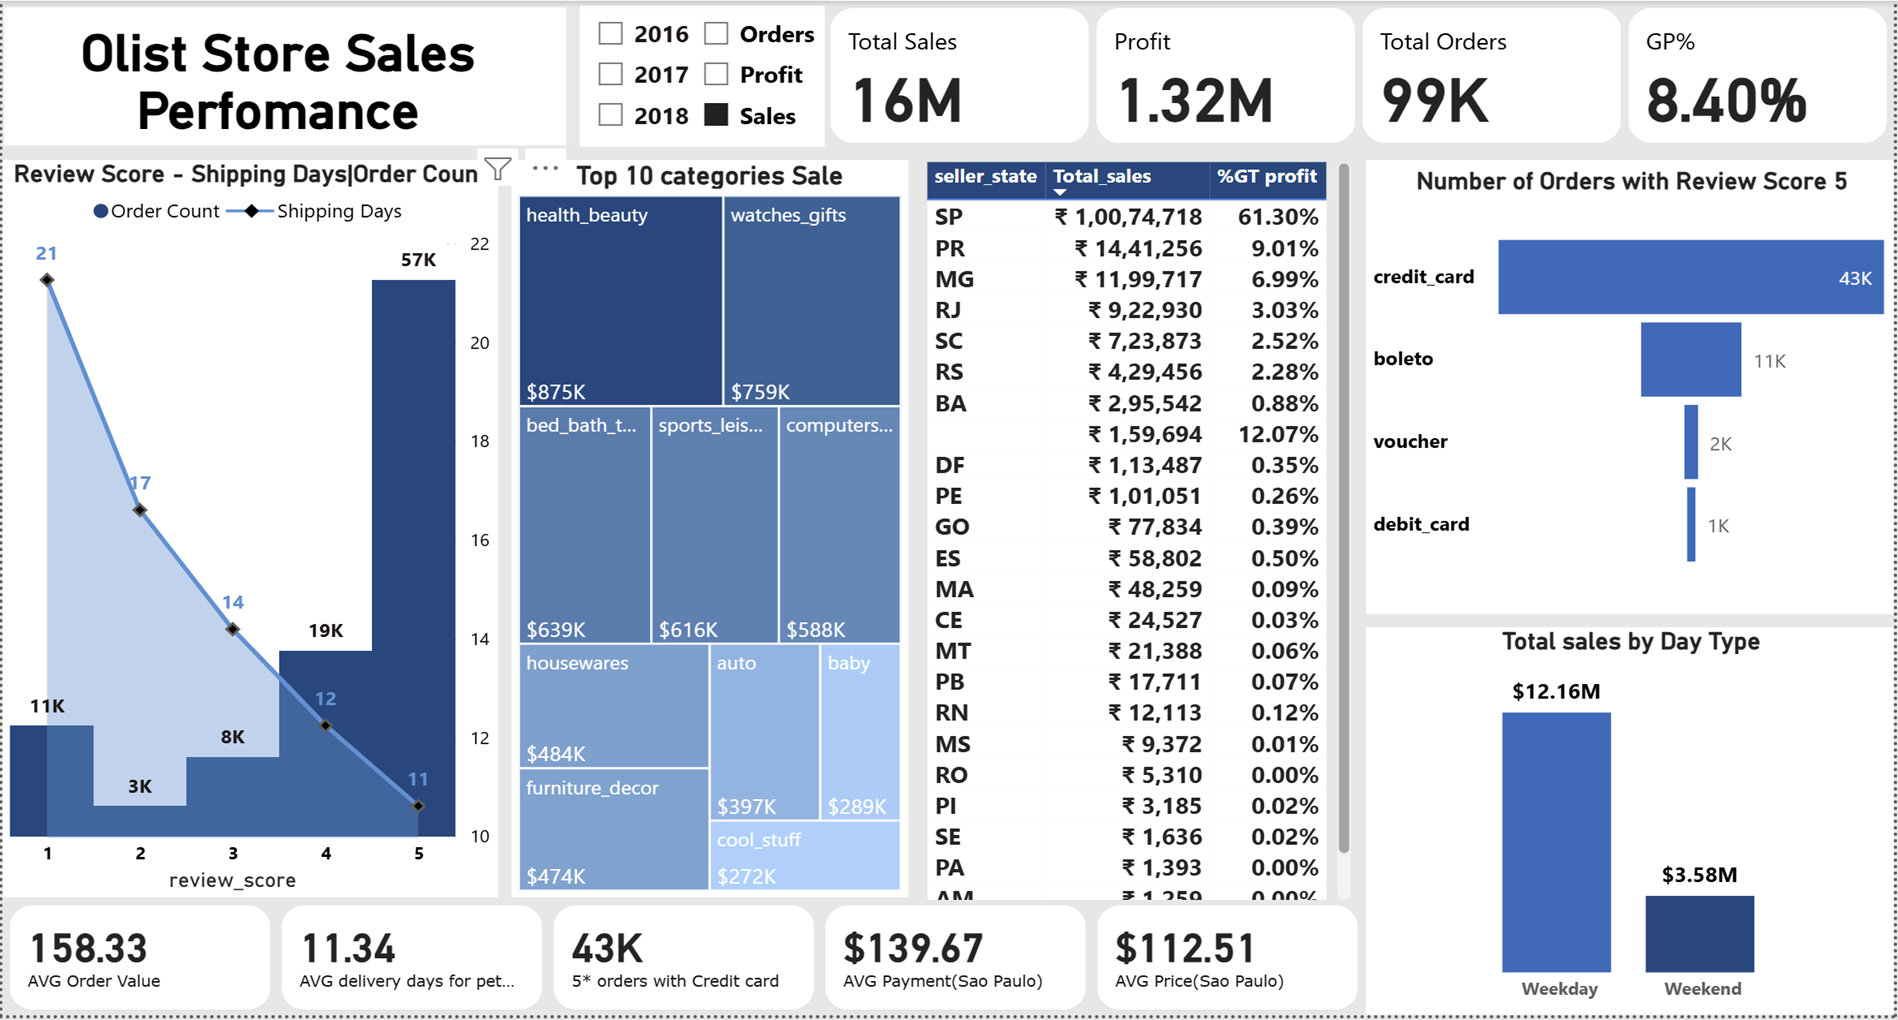 Olist Store Sales
Perfomance
2016
2017
2018
Orders
Profit
Sales
Total Sales
16M
Profit
1.32M
Total Orders
99K
GP%
8.40%
Review Score - Shipping Days|Order Coun
Order Count Shipping Days
21
17
14
12
11
11K
3K
8K
19K
57K
22
20
18
16
14
12
10
1 2 3 4 5
review_score
Top 10 categories Sale
health_beauty
$875K
watches_gifts
$759K
bed_bath_t...
$639K
sports_leis...
$616K
computers...
$588K
housewares
$484K
furniture_decor
$474K
auto
$397K
baby
$289K
cool_stuff
$272K
seller_state Total_sales %GT profit
SP ₹ 1,00,74,718 61.30%
PR ₹ 14,41,256 9.01%
MG ₹ 11,99,717 6.99%
RJ ₹ 9,22,930 3.03%
SC ₹ 7,23,873 2.52%
RS ₹ 4,29,456 2.28%
BA ₹ 2,95,542 0.88%
₹ 1,59,694 12.07%
DF ₹ 1,13,487 0.35%
PE ₹ 1,01,051 0.26%
GO ₹ 77,834 0.39%
ES ₹ 58,802 0.50%
MA ₹ 48,259 0.09%
CE ₹ 24,527 0.03%
MT ₹ 21,388 0.06%
PB ₹ 17,711 0.07%
RN ₹ 12,113 0.12%
MS ₹ 9,372 0.01%
RO ₹ 5,310 0.00%
PI ₹ 3,185 0.02%
SE ₹ 1,636 0.02%
PA ₹ 1,393 0.00%
AM ₹ 1,259 0.00%
Number of Orders with Review Score 5
credit_card 43K
boleto 11K
voucher 2K
debit_card 1K
Total sales by Day Type
$12.16M
$3.58M
Weekday Weekend
158.33
AVG Order Value
11.34
AVG delivery days for pet...
43K
5* orders with Credit card
$139.67
AVG Payment(Sao Paulo)
$112.51
AVG Price(Sao Paulo)